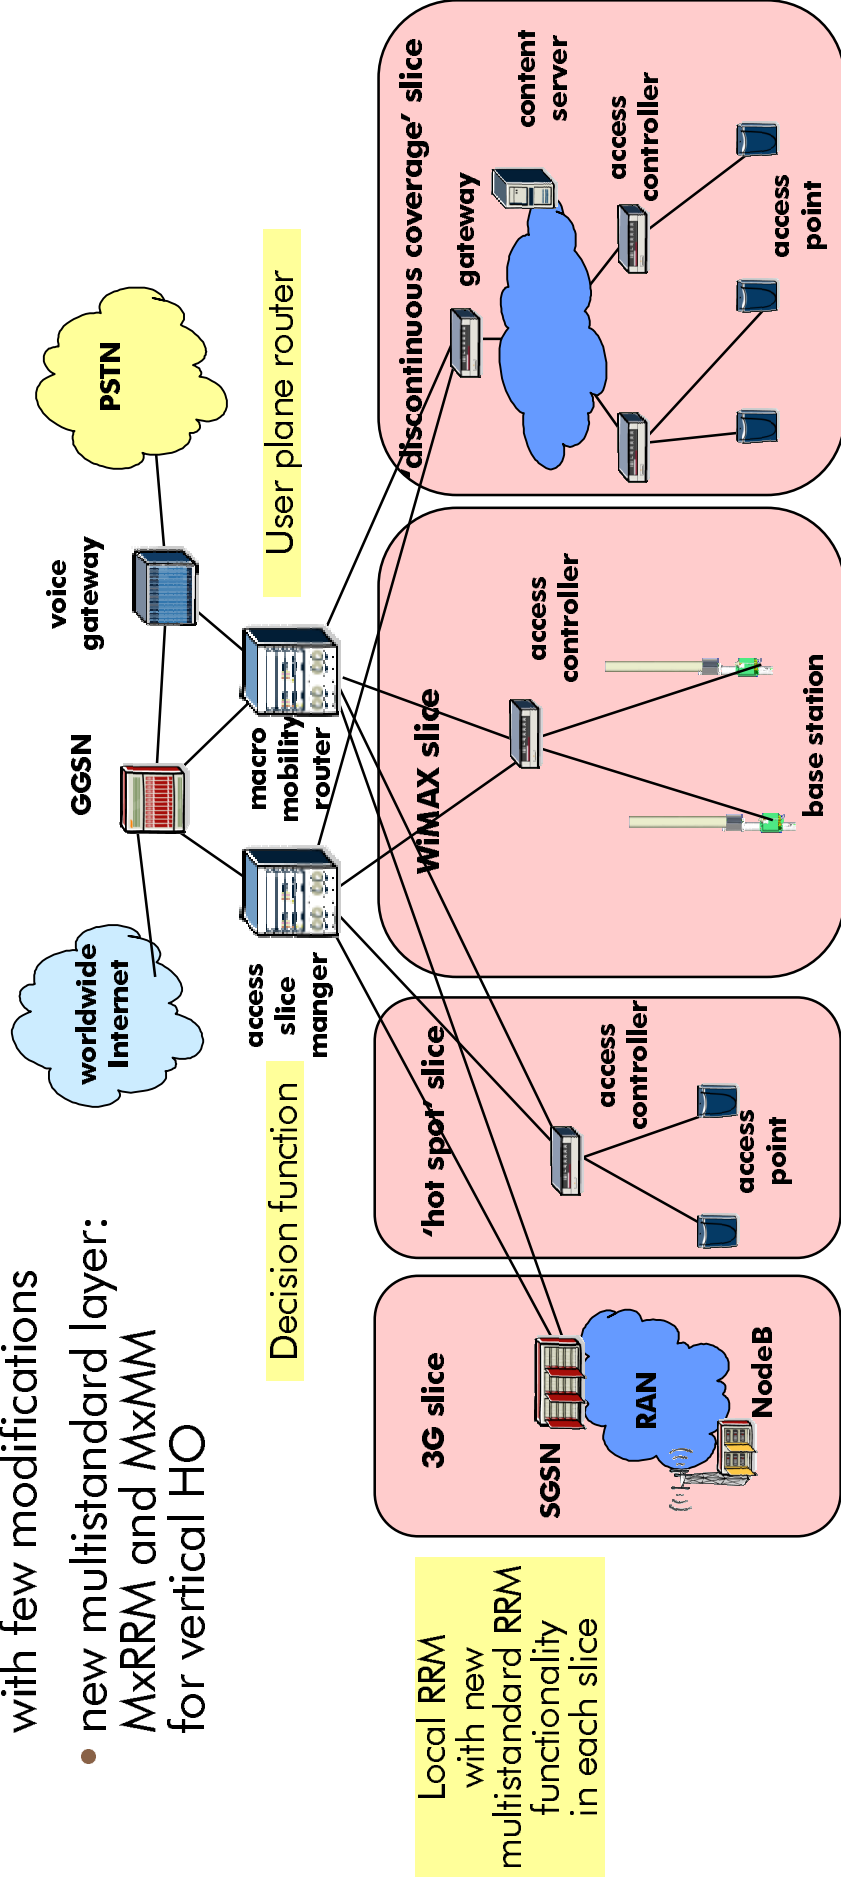 with few modifications
• new multistandard layer:
MxRRM and MxMM
for vertical HO
worldwide
Internet
GGSN
voice
gateway
PSTN
Decision function
access
slice
manger
macro
mobility
router
User plane router
Local RRM
with new
multistandard RRM
functionality
in each slice
3G slice
SGSN
RAN
NodeB
‘hot spot’ slice
access
controller
access
point
WiMAX slice
access
controller
base station
‘discontinuous coverage’ slice
gateway
content
server
access
controller
access
point